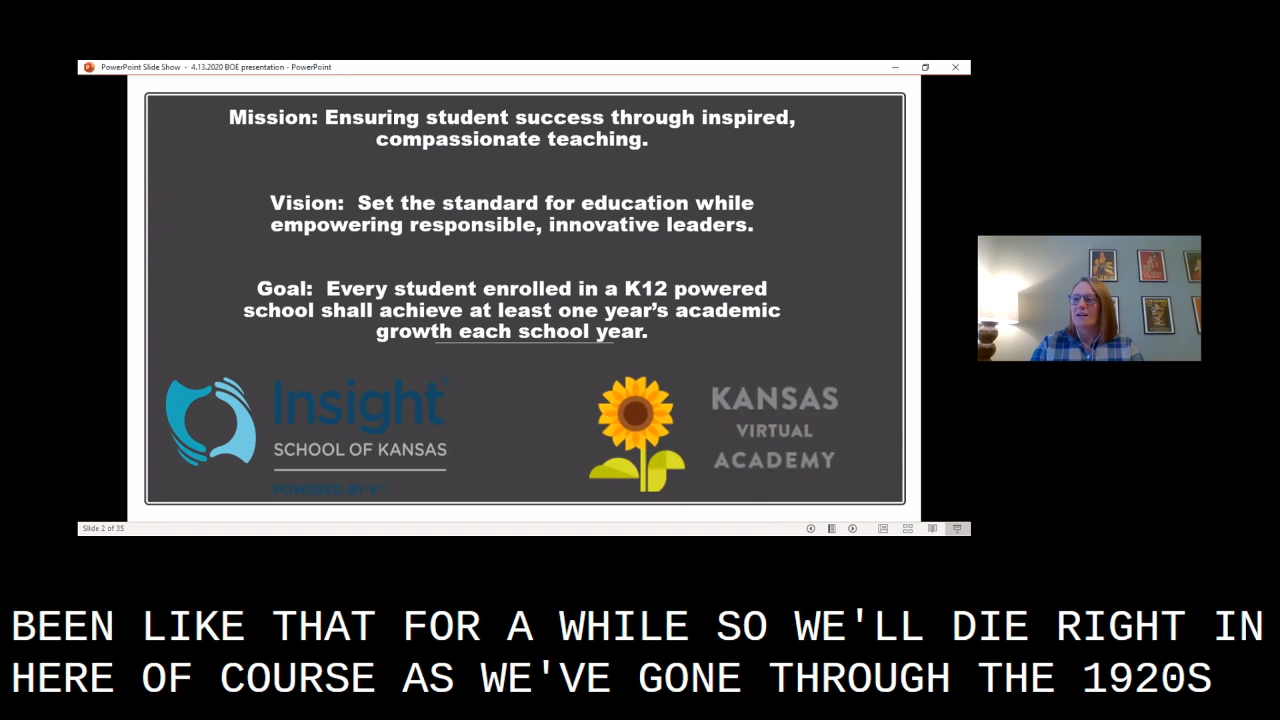 PowerPoint Slide Show - 4.13.2020 BOE presentation - PowerPoint
Mission: Ensuring student success through inspired,
compassionate teaching.
Vision: Set the standard for education while
empowering responsible, innovative leaders.
Goal: Every student enrolled in a K12 powered
school shall achieve at least one year's academic
growth each school year.
Insight
SCHOOL OF KANSAS
POWERED BY K12
KANSAS
VIRTUAL
ACADEMY
Slide 2 of 35
BEEN LIKE THAT FOR A WHILE SO WE'LL DIE RIGHT IN
HERE OF COURSE AS WE'VE GONE THROUGH THE 1920S